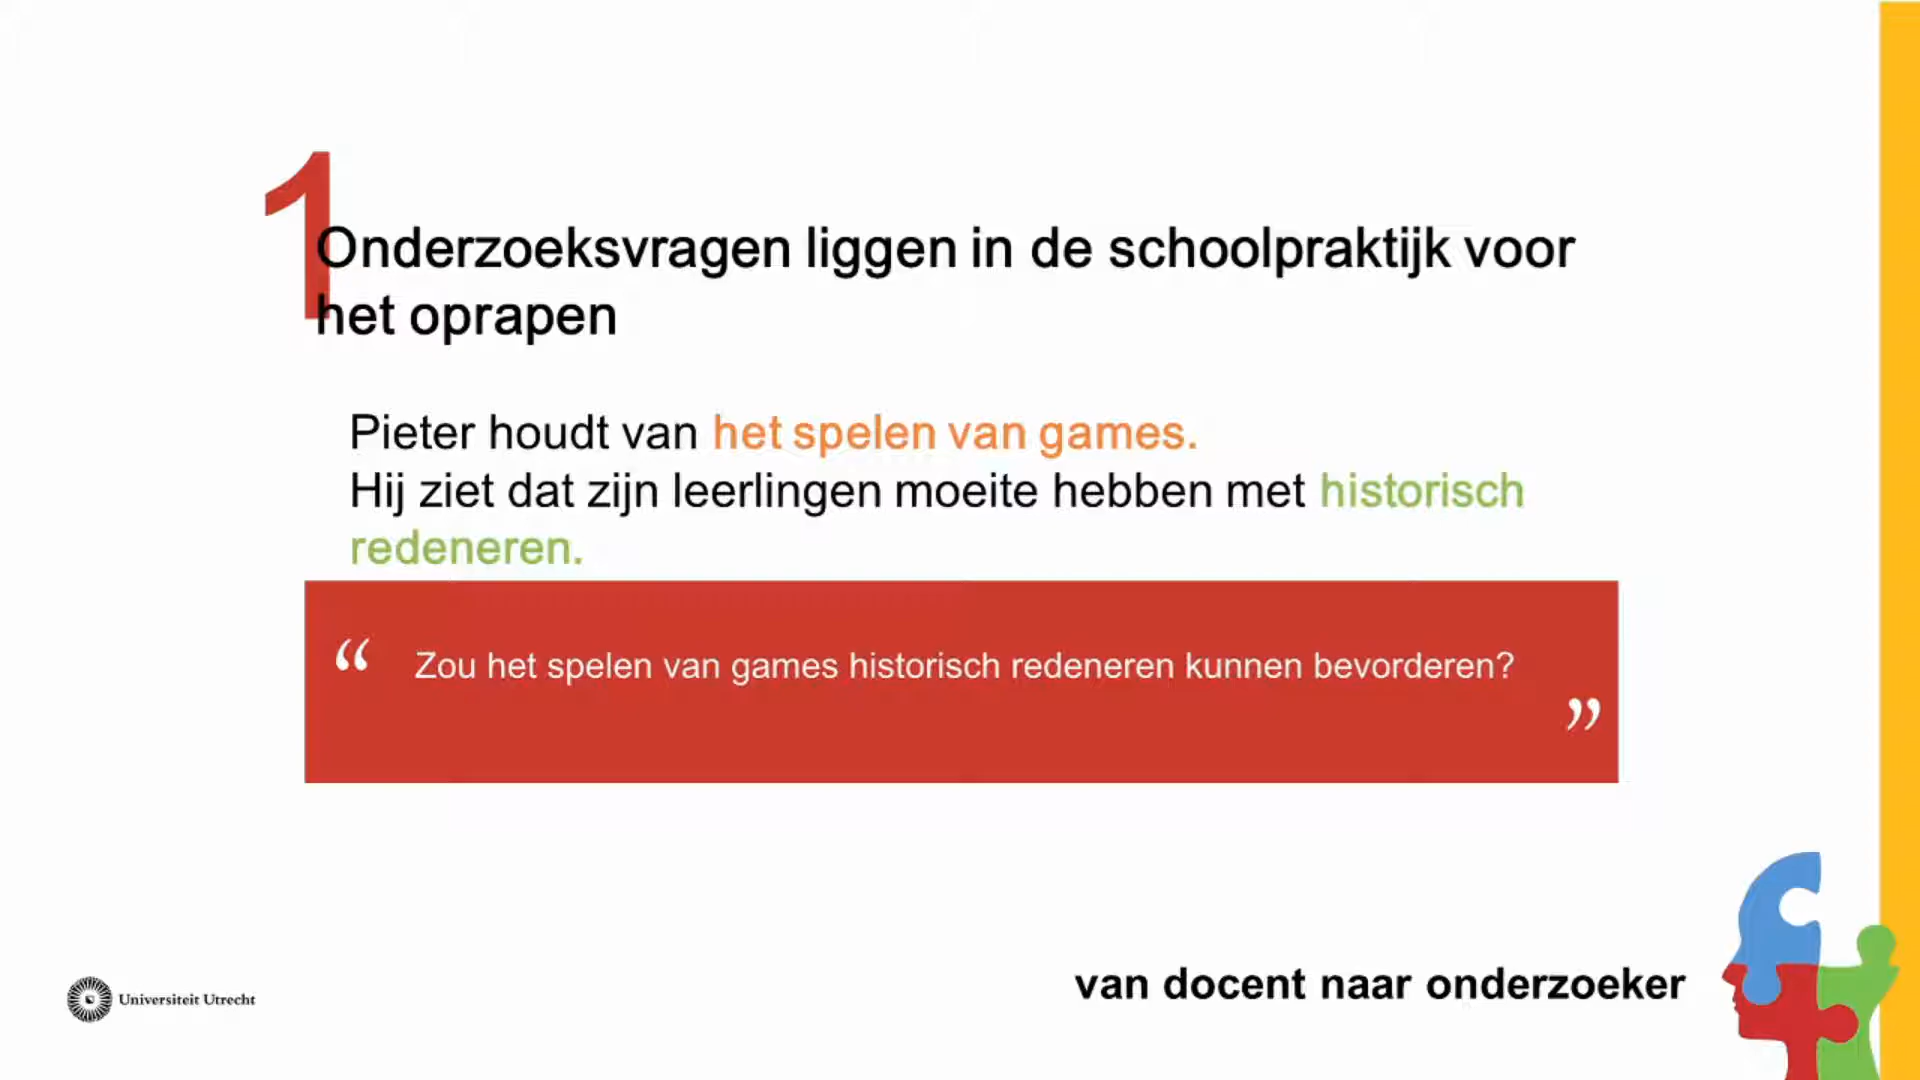 1
Onderzoeksvragen liggen in de schoolpraktijk voor
het oprapen
Pieter houdt van het spelen van games.
Hij ziet dat zijn leerlingen moeite hebben met historisch
redeneren.
“ Zou het spelen van games historisch redeneren kunnen bevorderen?
”
van docent naar onderzoeker
Universiteit Utrecht